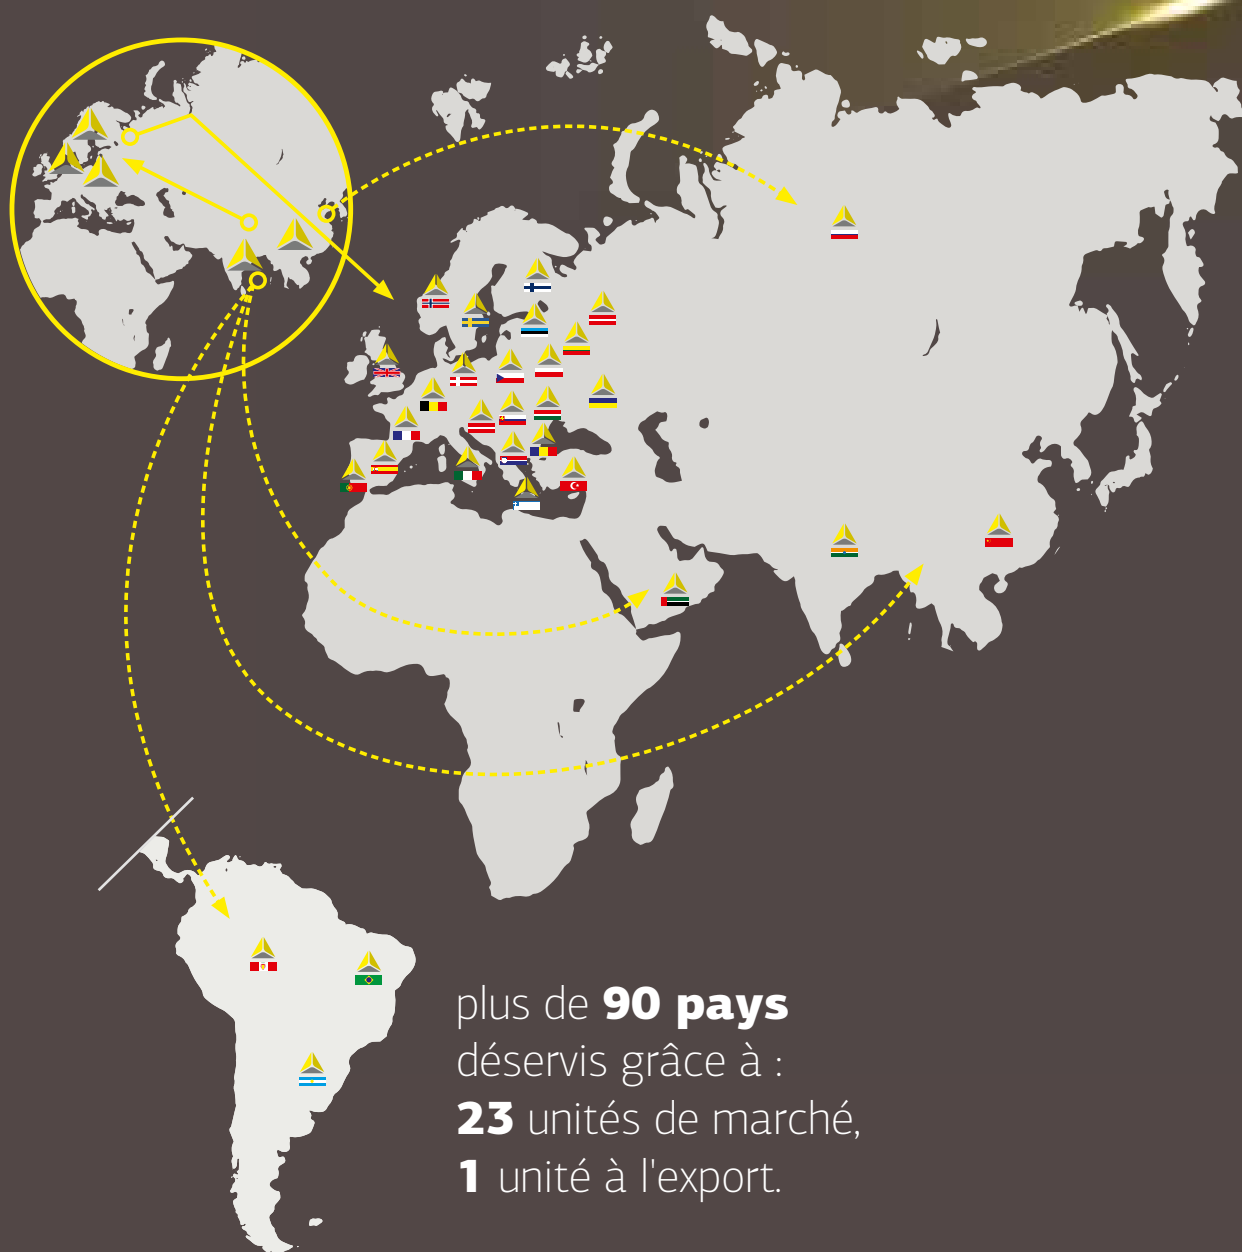 plus de 90 pays
déservis grâce à :
23 unités de marché,
1 unité à l'export.